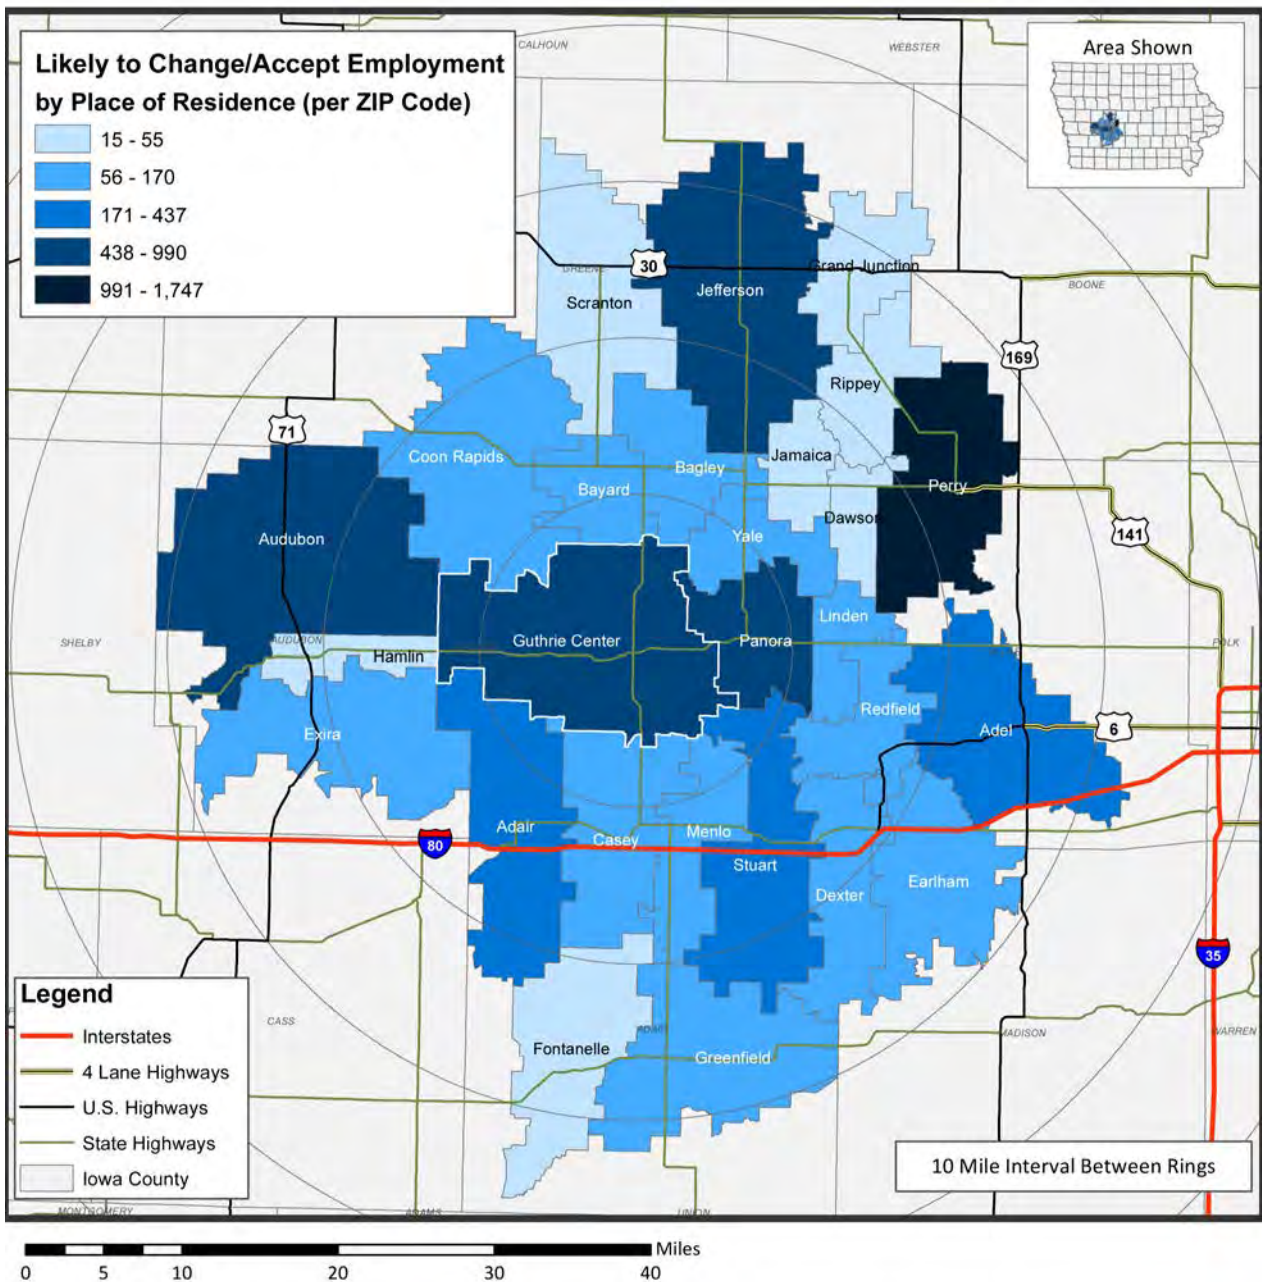 Likely to Change/Accept Employment
by Place of Residence (per ZIP Code)
15 - 55
56 - 170
171 - 437
438 - 990
991 - 1,747
Area Shown
CALHOUN
WEBSTER
GREENE
30
Grand Junction
BOONE
Jefferson
Scranton
169
Rippey
71
Coon Rapids
Jamaica
Bagley
Bayard
Perry
Dawson
141
Audubon
Yale
Linden
SHELBY
AUDUBON
Guthrie Center
Panora
POLK
Hamlin
Redfield
Exira
Adel
6
Adair
Menlo
Casey
80
Stuart
Earlham
Dexter
35
Legend
Interstates
4 Lane Highways
U.S. Highways
State Highways
Iowa County
CASS
ADAIR
MADISON
WARREN
Fontanelle
Greenfield
10 Mile Interval Between Rings
MONTGOMERY
ADAMS
UNION
Miles
0 5 10 20 30 40